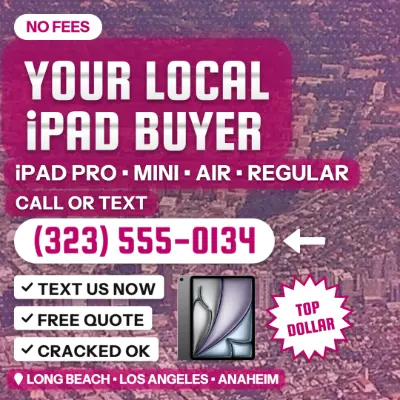 NO FEES
YOUR LOCAL
iPAD BUYER
iPAD PRO • MINI • AIR • REGULAR
CALL OR TEXT
(323) 555-0134
✓ TEXT US NOW
✓ FREE QUOTE
✓ CRACKED OK
TOP
DOLLAR
LONG BEACH • LOS ANGELES • ANAHEIM